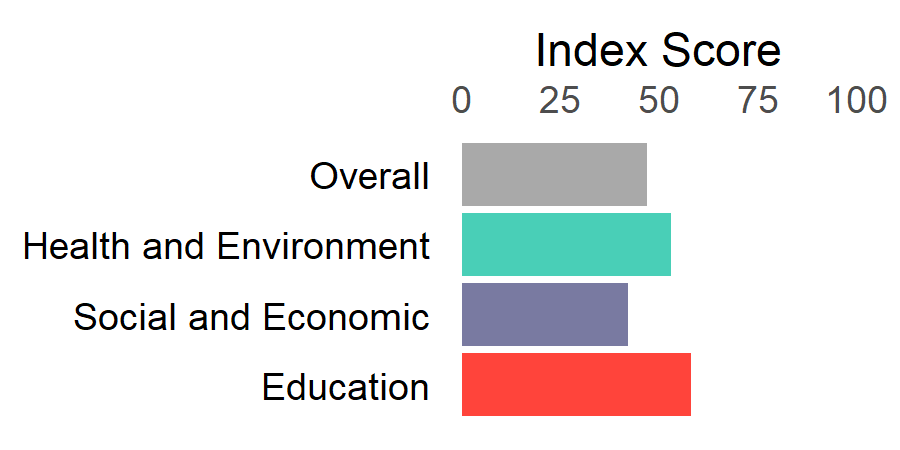 Index Score
0 25 50 75 100
Overall
Health and Environment
Social and Economic
Education